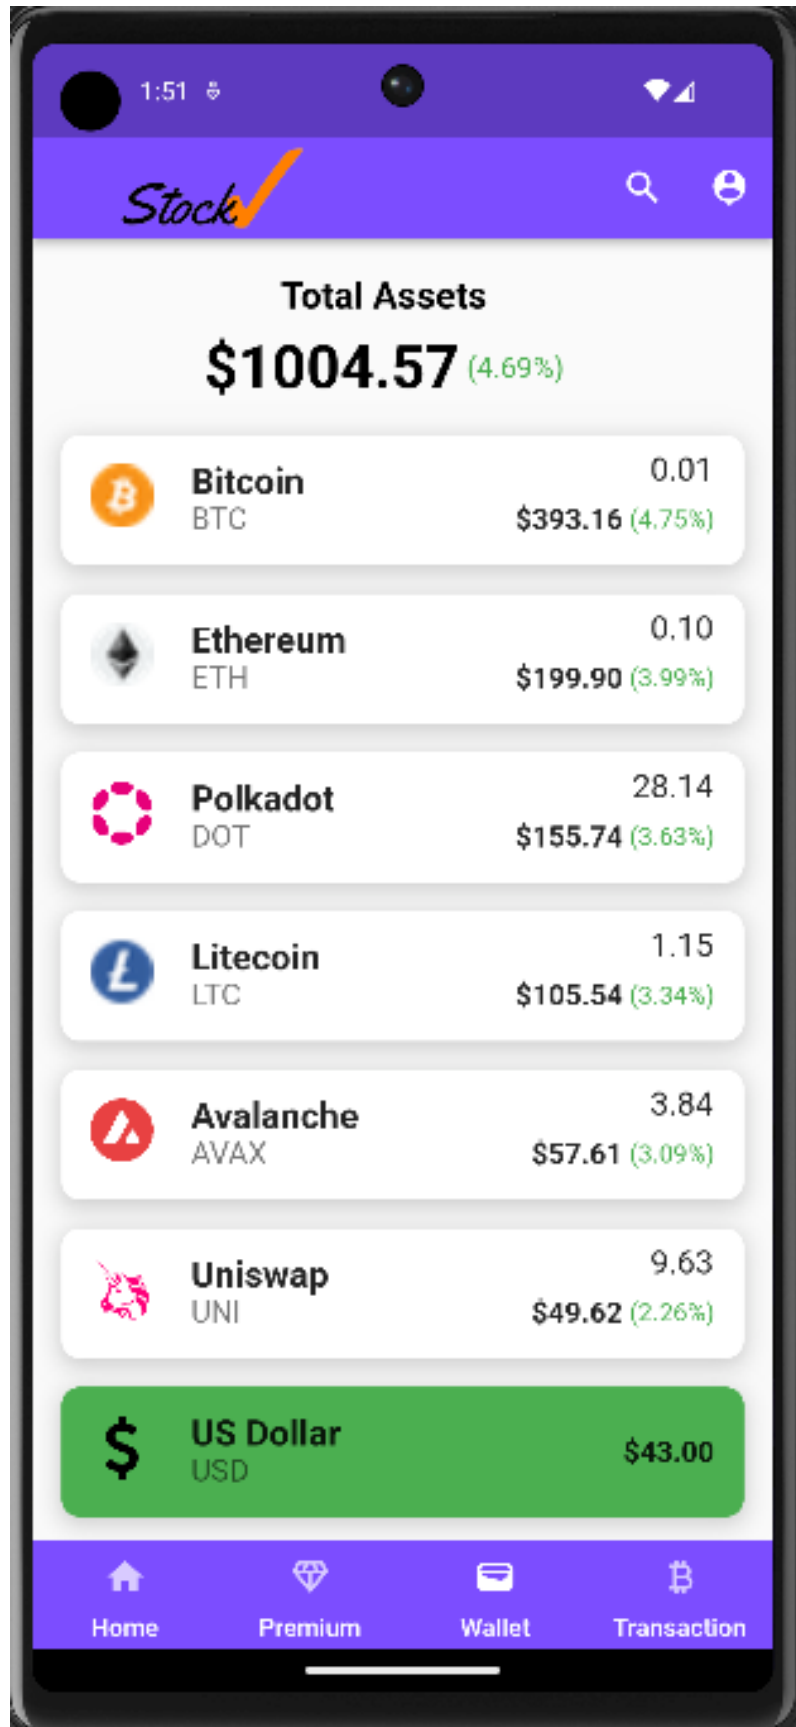 1:51
Stock
Total Assets
$1004.57 (4.69%)
Bitcoin
BTC
0.01
$393.16 (4.75%)
Ethereum
ETH
0.10
$199.90 (3.99%)
Polkadot
DOT
28.14
$155.74 (3.63%)
Litecoin
LTC
1.15
$105.54 (3.34%)
Avalanche
AVAX
3.84
$57.61 (3.09%)
Uniswap
UNI
9.63
$49.62 (2.26%)
US Dollar
USD
$43.00
Home Premium Wallet Transaction